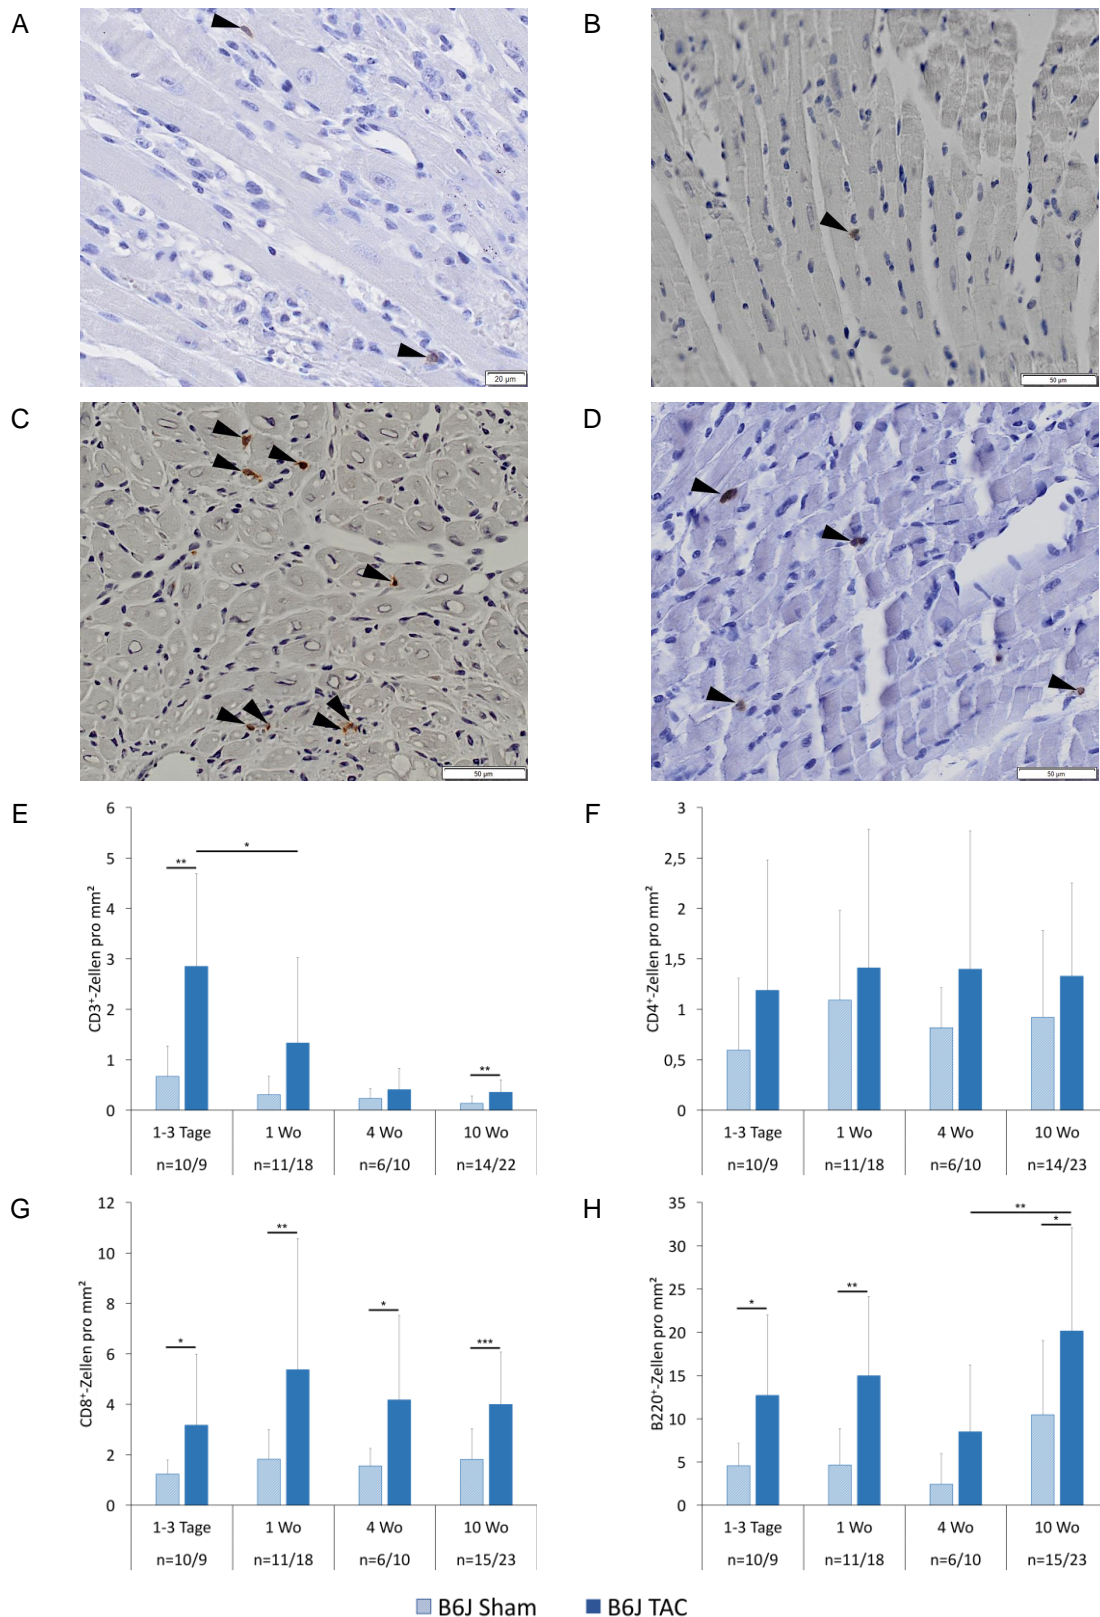 A
B
20 µm
50 µm
C
D
50 µm
50 µm
E
CD3⁺-Zellen pro mm²
6
5
4
3
2
1
0
**
*
**
1-3 Tage 1 Wo 4 Wo 10 Wo
n=10/9 n=11/18 n=6/10 n=14/22
F
CD4⁺-Zellen pro mm²
3
2,5
2
1,5
1
0,5
0
1-3 Tage 1 Wo 4 Wo 10 Wo
n=10/9 n=11/18 n=6/10 n=14/23
G
CD8⁺-Zellen pro mm²
12
10
8
6
4
2
0
*
**
*
***
1-3 Tage 1 Wo 4 Wo 10 Wo
n=10/9 n=11/18 n=6/10 n=15/23
H
B220⁺-Zellen pro mm²
35
30
25
20
15
10
5
0
*
**
**
*
1-3 Tage 1 Wo 4 Wo 10 Wo
n=10/9 n=11/18 n=6/10 n=15/23
B6J Sham B6J TAC